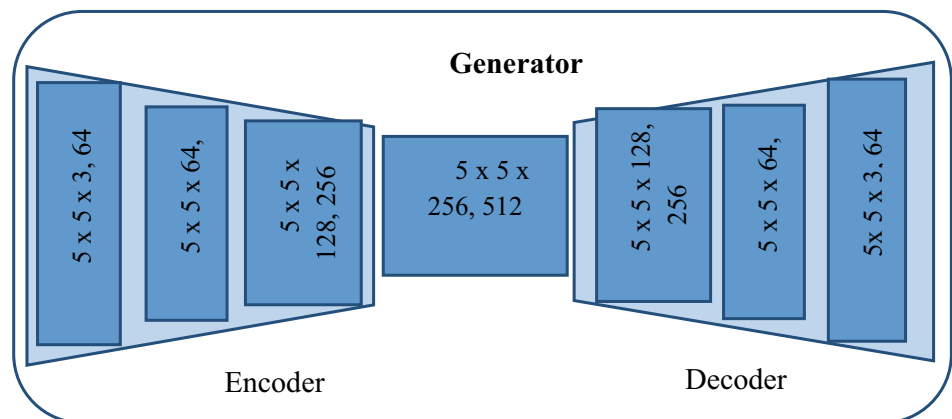 Generator
5 x 5 x 3, 64
5 x 5 x 64,
5 x 5 x
128, 256
5 x 5 x
256, 512
5 x 5 x 128,
256
5 x 5 x 64,
5x 5 x 3, 64
Encoder
Decoder